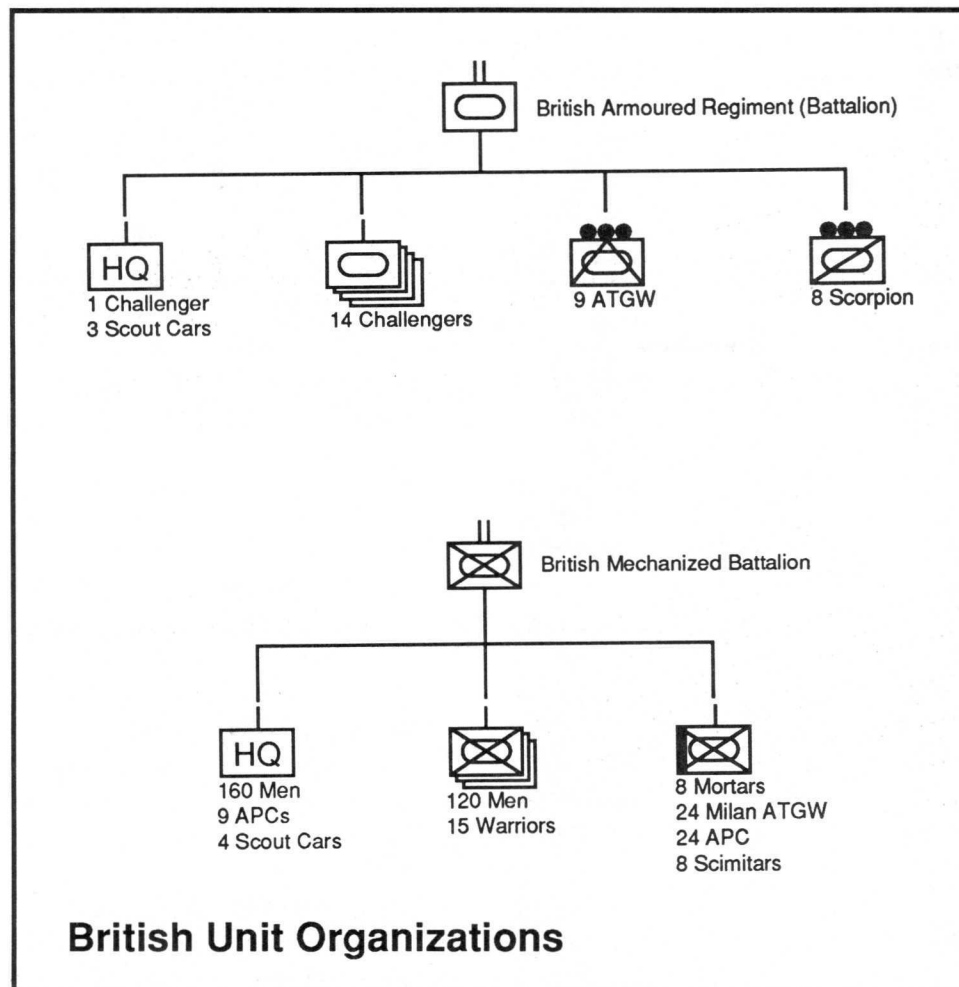 British Armoured Regiment (Battalion)
HQ
1 Challenger
3 Scout Cars
14 Challengers
9 ATGW
8 Scorpion
British Mechanized Battalion
HQ
160 Men
9 APCs
4 Scout Cars
120 Men
15 Warriors
8 Mortars
24 Milan ATGW
24 APC
8 Scimitars
British Unit Organizations